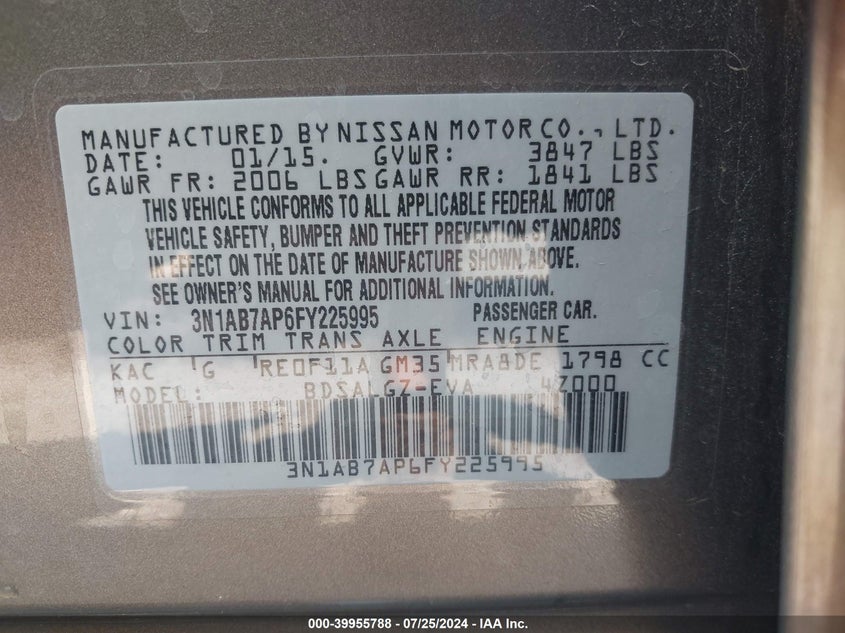 MANUFACTURED BY NISSAN MOTOR CO., LTD.
DATE: 01/15. GVWR: 3847 LBS
GAWR FR: 2006 LBS GAWR RR: 1841 LBS
THIS VEHICLE CONFORMS TO ALL APPLICABLE FEDERAL MOTOR
VEHICLE SAFETY, BUMPER AND THEFT PREVENTION STANDARDS
IN EFFECT ON THE DATE OF MANUFACTURE SHOWN ABOVE.
SEE OWNER'S MANUAL FOR ADDITIONAL INFORMATION.
VIN: 3N1AB7AP6FY225995 PASSENGER CAR.
COLOR TRIM TRANS AXLE ENGINE
KAC G RE0F11A GM35 MRA8DE 1798 CC
MODEL: BDSALGZ-EVA 4Z000
3N1AB7AP6FY225995
000-39955788 - 07/25/2024 - IAA Inc.